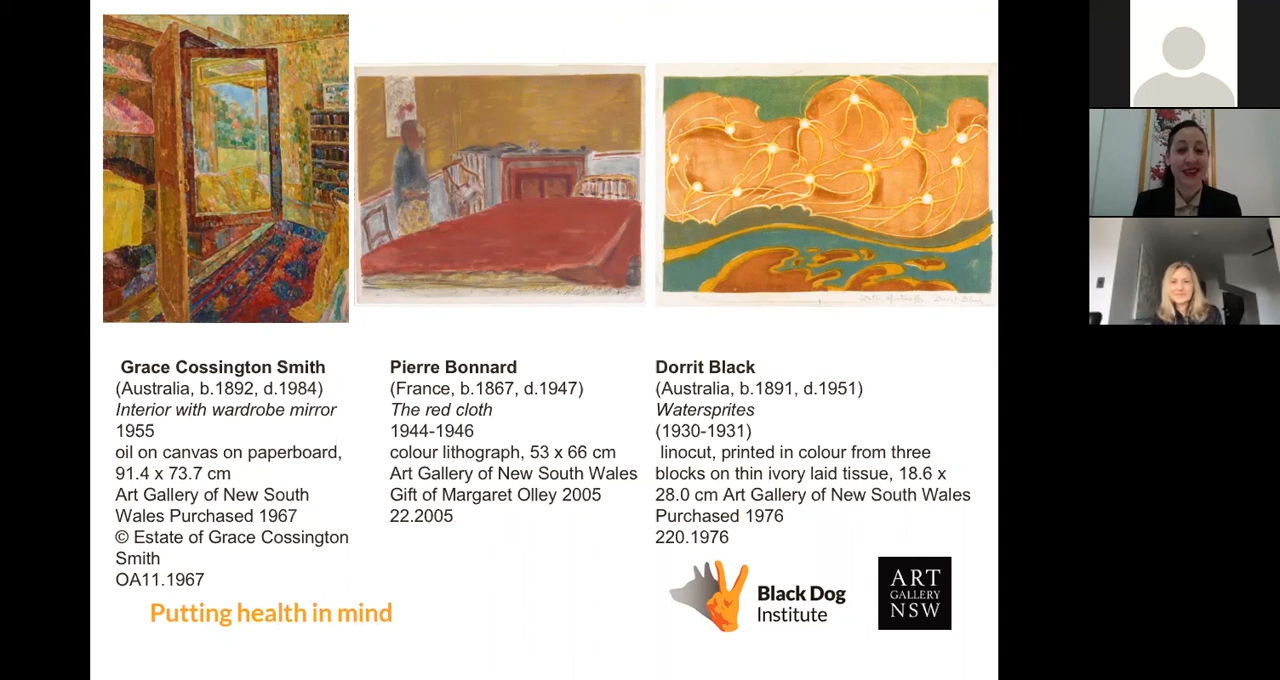 Grace Cossington Smith
(Australia, b.1892, d.1984)
Interior with wardrobe mirror
1955
oil on canvas on paperboard,
91.4 x 73.7 cm
Art Gallery of New South
Wales Purchased 1967
© Estate of Grace Cossington
Smith
OA11.1967
Pierre Bonnard
(France, b.1867, d.1947)
The red cloth
1944-1946
colour lithograph, 53 x 66 cm
Art Gallery of New South Wales
Gift of Margaret Olley 2005
22.2005
Dorrit Black
(Australia, b.1891, d.1951)
Watersprites
(1930-1931)
linocut, printed in colour from three
blocks on thin ivory laid tissue, 18.6 x
28.0 cm Art Gallery of New South Wales
Purchased 1976
220.1976
Putting health in mind
Black Dog
Institute
ART
GALLERY
NSW